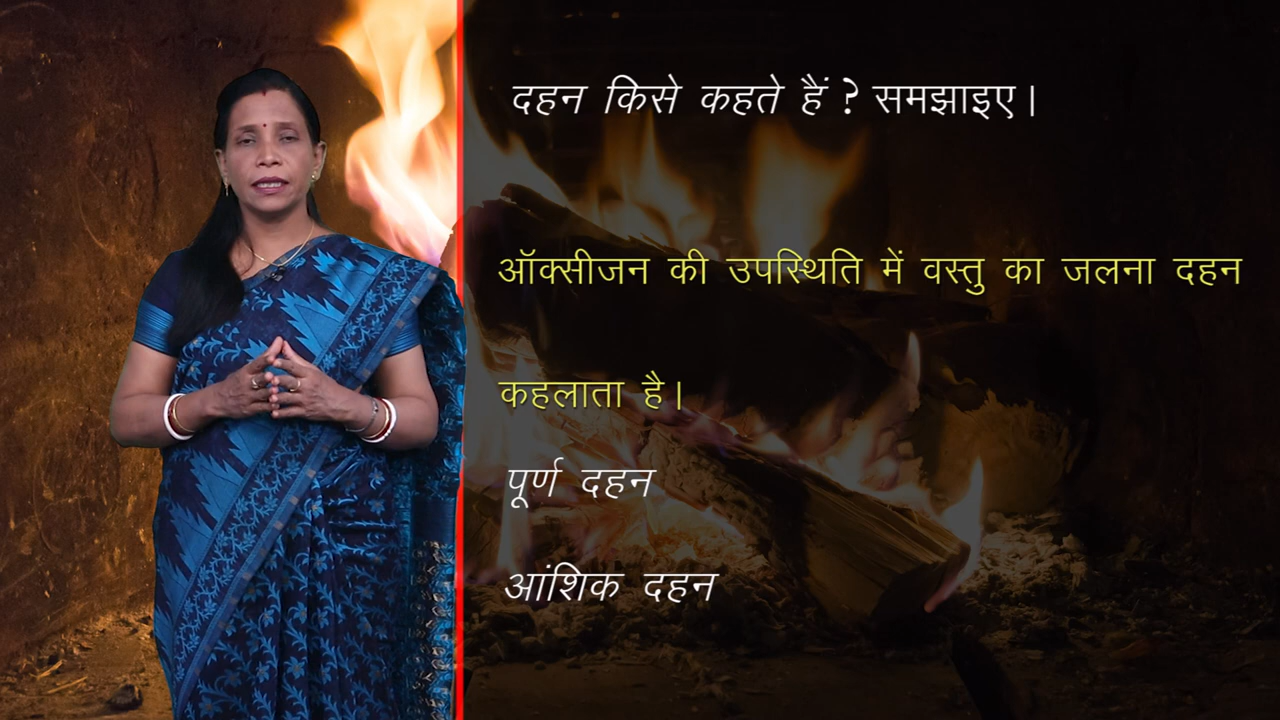 दहन किसे कहते हैं ? समझाइए।
ऑक्सीजन की उपस्थिति में वस्तु का जलना दहन
कहलाता है।
पूर्ण दहन
आंशिक दहन